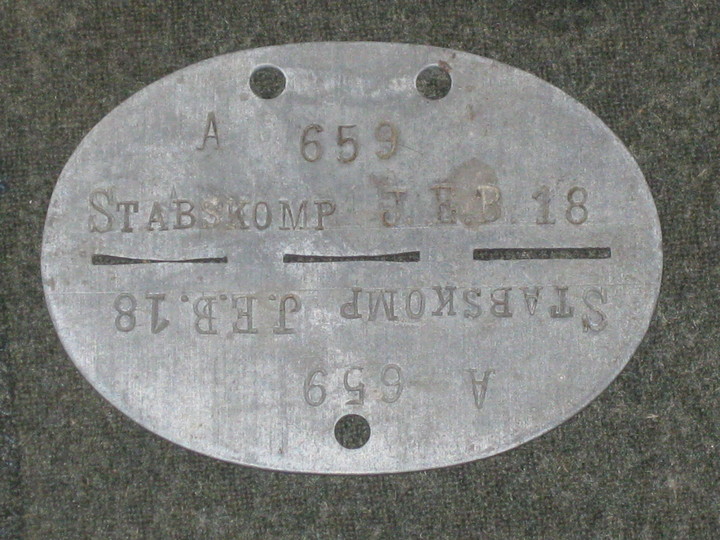 A 659
STABSKOMP J.E.B. 18
STABSKOMP J.E.B.18
A 659